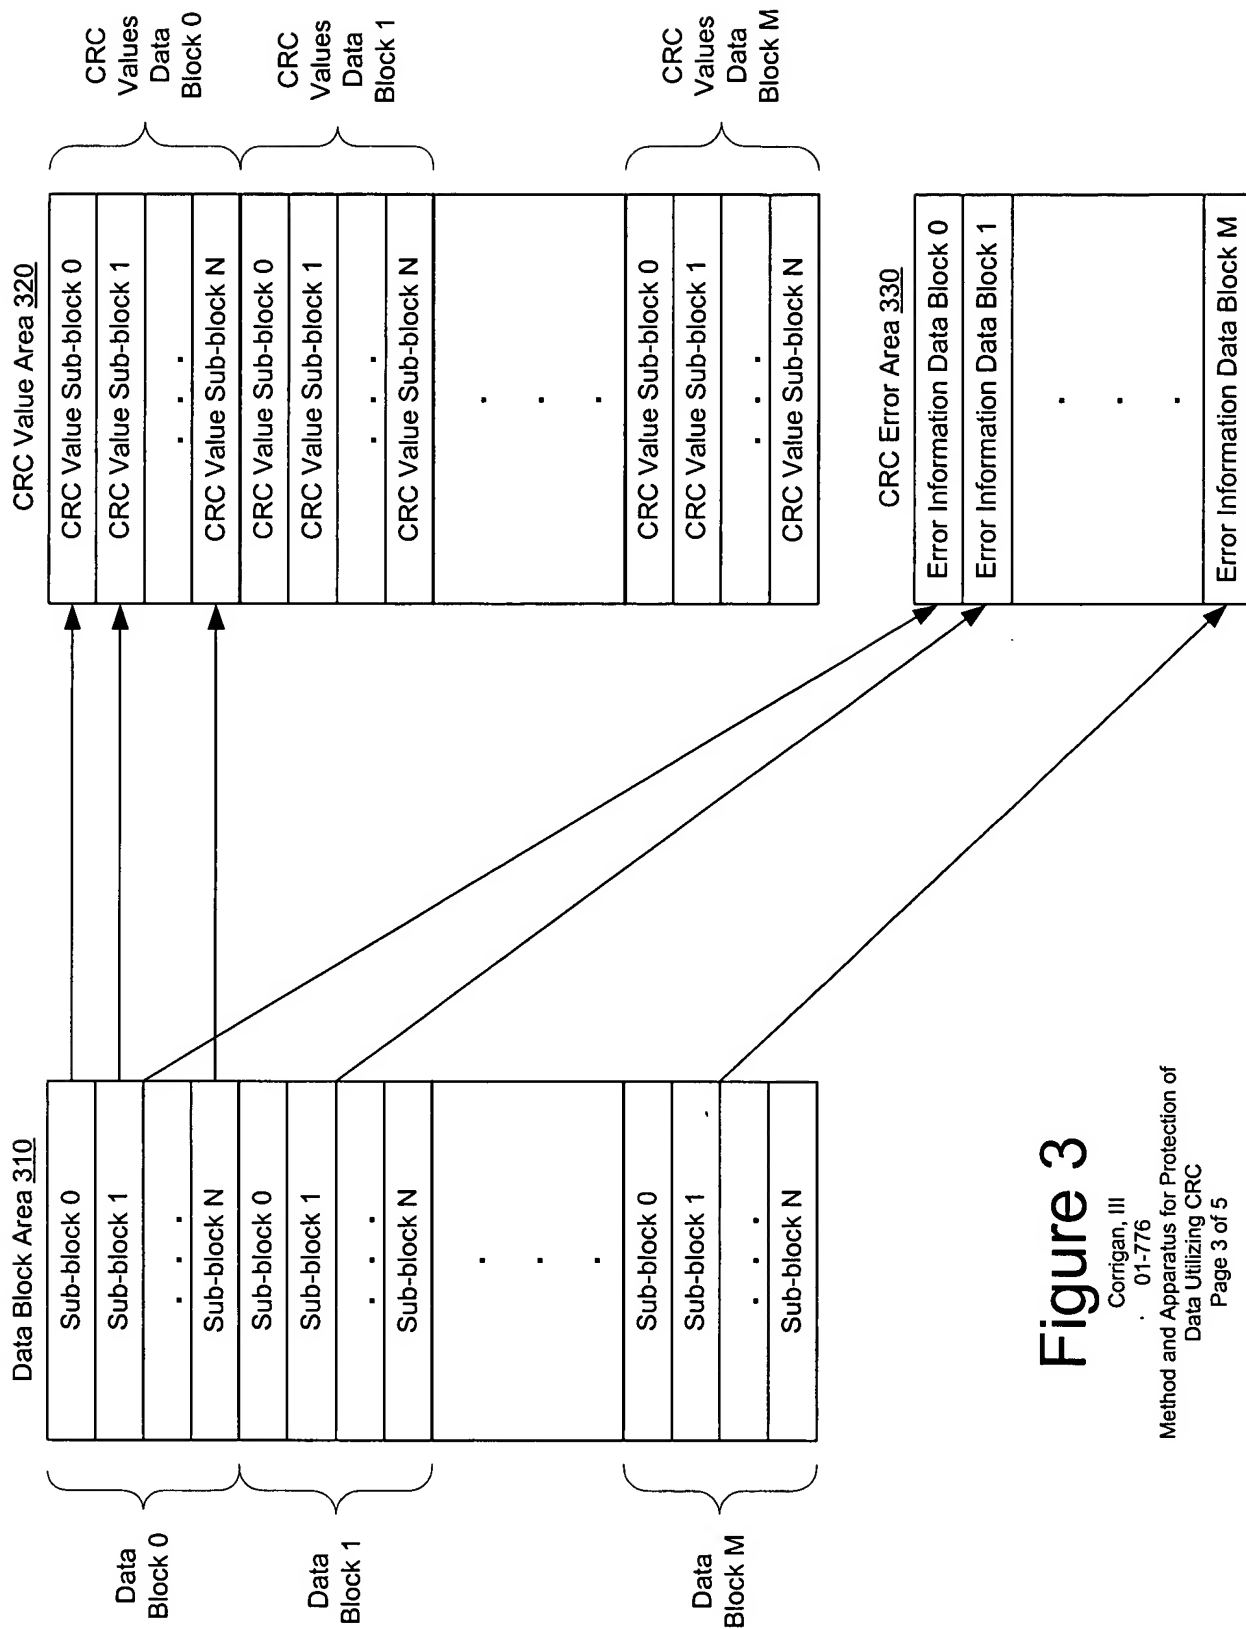 Data Block Area 310
Data
Block 0
Sub-block 0
Sub-block 1
. . .
Sub-block N
Data
Block 1
Sub-block 0
Sub-block 1
. . .
Sub-block N
. . .
Data
Block M
Sub-block 0
Sub-block 1
. . .
Sub-block N
CRC Value Area 320
CRC Value Sub-block 0
CRC Value Sub-block 1
. . .
CRC Value Sub-block N
CRC
Values
Data
Block 0
CRC Value Sub-block 0
CRC Value Sub-block 1
. . .
CRC Value Sub-block N
CRC
Values
Data
Block 1
. . .
CRC Value Sub-block 0
CRC Value Sub-block 1
. . .
CRC Value Sub-block N
CRC
Values
Data
Block M
CRC Error Area 330
Error Information Data Block 0
Error Information Data Block 1
. . .
Error Information Data Block M
Figure 3
Corrigan, III
01-776
Method and Apparatus for Protection of
Data Utilizing CRC
Page 3 of 5